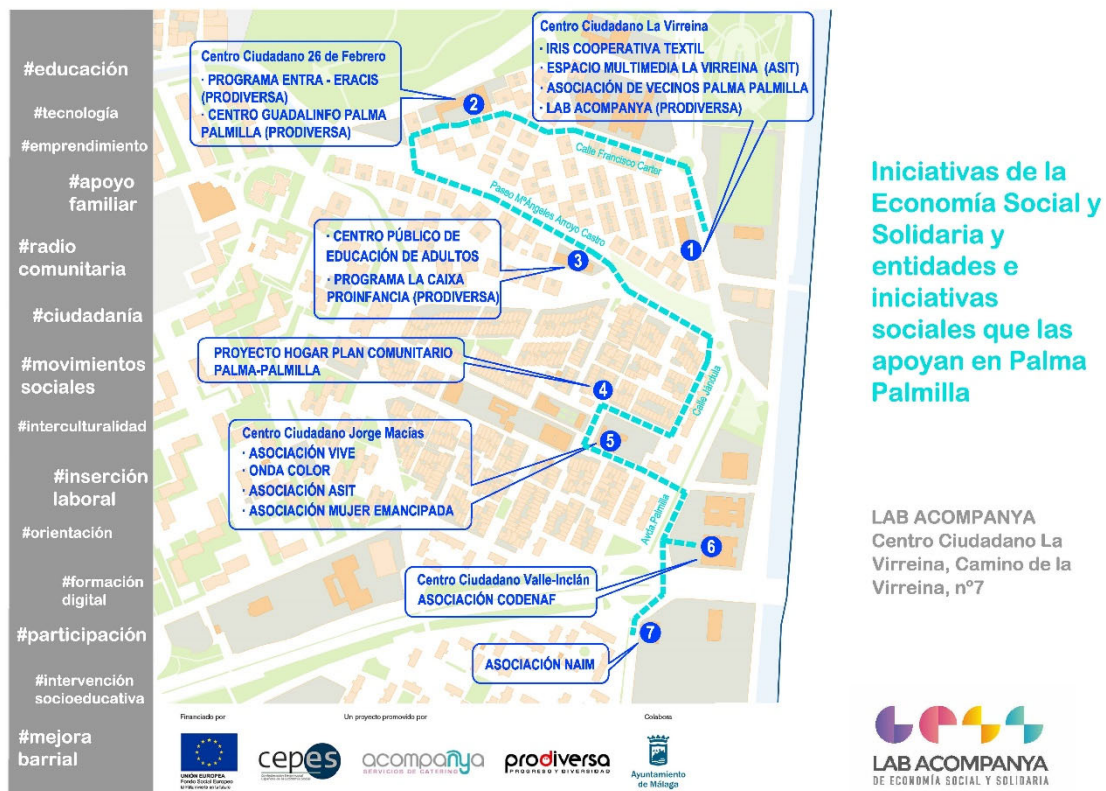 #educación
#tecnología
#emprendimiento
#apoyo
familiar
#radio
comunitaria
#ciudadanía
#movimientos
sociales
#interculturalidad
#inserción
laboral
#orientación
#formación
digital
#participación
#intervención
socioeducativa
#mejora
barrial
Centro Ciudadano 26 de Febrero
· PROGRAMA ENTRA - ERACIS
(PRODIVERSA)
· CENTRO GUADALINFO PALMA
PALMILLA (PRODIVERSA)
Centro Ciudadano La Virreina
· IRIS COOPERATIVA TEXTIL
· ESPACIO MULTIMEDIA LA VIRREINA (ASIT)
· ASOCIACIÓN DE VECINOS PALMA PALMILLA
· LAB ACOMPANYA (PRODIVERSA)
2
Calle Francisco Carter
Paseo MªÁngeles Arroyo Castro
1
· CENTRO PÚBLICO DE
EDUCACIÓN DE ADULTOS
· PROGRAMA LA CAIXA
PROINFANCIA (PRODIVERSA)
3
PROYECTO HOGAR PLAN COMUNITARIO
PALMA-PALMILLA
4
Calle Jándula
Centro Ciudadano Jorge Macías
· ASOCIACIÓN VIVE
· ONDA COLOR
· ASOCIACIÓN ASIT
· ASOCIACIÓN MUJER EMANCIPADA
5
Avda. Palmilla
6
Centro Ciudadano Valle-Inclán
ASOCIACIÓN CODENAF
7
ASOCIACIÓN NAIM
Iniciativas de la
Economía Social y
Solidaria y
entidades e
iniciativas
sociales que las
apoyan en Palma
Palmilla
LAB ACOMPANYA
Centro Ciudadano La
Virreina, Camino de la
Virreina, nº7
Financiado por
Un proyecto promovido por
Colabora
UNIÓN EUROPEA
Fondo Social Europeo
cepes
acompanya
SERVICIOS DE CATERING
prodiversa
PROGRESO Y DIVERSIDAD
Ayuntamiento
de Málaga
LAB ACOMPANYA
DE ECONOMÍA SOCIAL Y SOLIDARIA